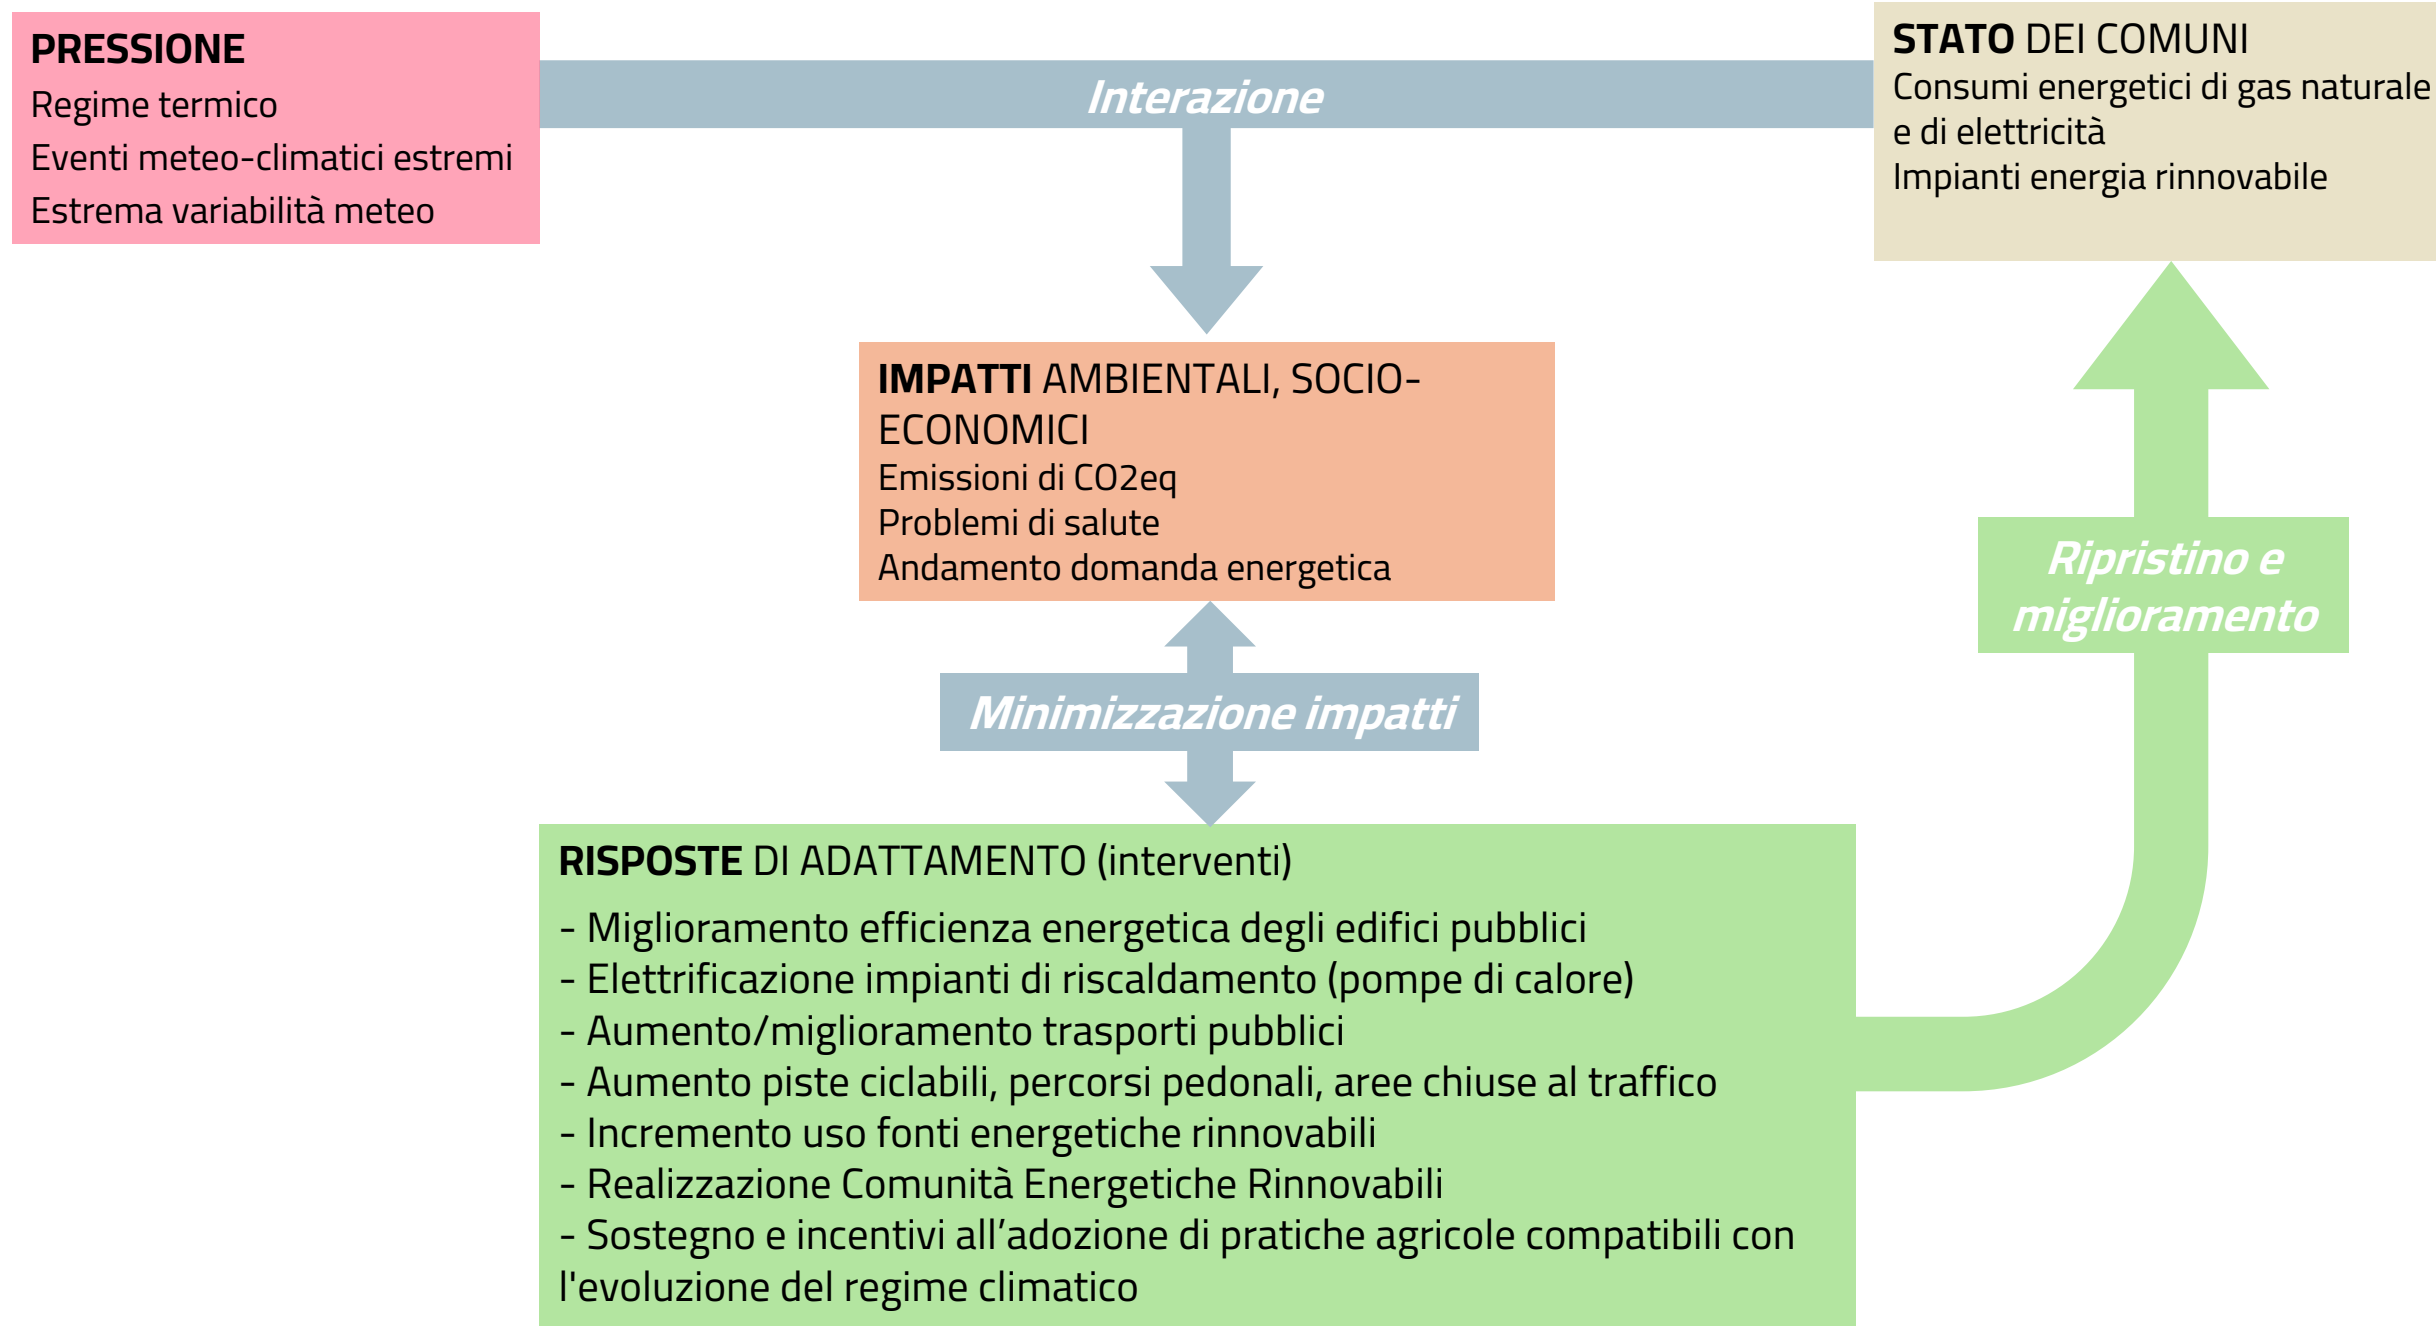 PRESSIONE
Regime termico
Eventi meteo-climatici estremi
Estrema variabilità meteo
Interazione
STATO DEI COMUNI
Consumi energetici di gas naturale
e di elettricità
Impianti energia rinnovabile
IMPATTI AMBIENTALI, SOCIO-
ECONOMICI
Emissioni di CO2eq
Problemi di salute
Andamento domanda energetica
Ripristino e
miglioramento
Minimizzazione impatti
RISPOSTE DI ADATTAMENTO (interventi)
- Miglioramento efficienza energetica degli edifici pubblici
- Elettrificazione impianti di riscaldamento (pompe di calore)
- Aumento/miglioramento trasporti pubblici
- Aumento piste ciclabili, percorsi pedonali, aree chiuse al traffico
- Incremento uso fonti energetiche rinnovabili
- Realizzazione Comunità Energetiche Rinnovabili
- Sostegno e incentivi all’adozione di pratiche agricole compatibili con
l'evoluzione del regime climatico